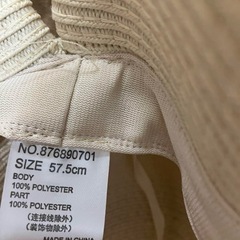 NO.876890701
SIZE 57.5cm
BODY
100% POLYESTER
PART
100% POLYESTER
(连接线除外)
(装饰物除外)
MADE IN CHINA